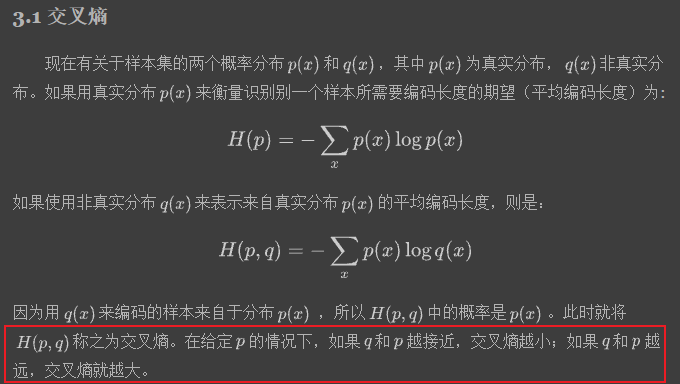 3.1 交叉熵
现在有关于样本集的两个概率分布 p(x) 和 q(x) ，其中 p(x) 为真实分布， q(x) 非真实分
布。如果用真实分布 p(x) 来衡量识别别一个样本所需要编码长度的期望（平均编码长度）为:
H(p) = −∑x p(x) log p(x)
如果使用非真实分布 q(x) 来表示来自真实分布 p(x) 的平均编码长度，则是：
H(p, q) = −∑x p(x) log q(x)
因为用 q(x) 来编码的样本来自于分布 p(x) ，所以 H(p, q) 中的概率是 p(x) 。此时就将
H(p, q) 称之为交叉熵。在给定 p 的情况下，如果 q 和 p 越接近，交叉熵越小；如果 q 和 p 越
远，交叉熵就越大。